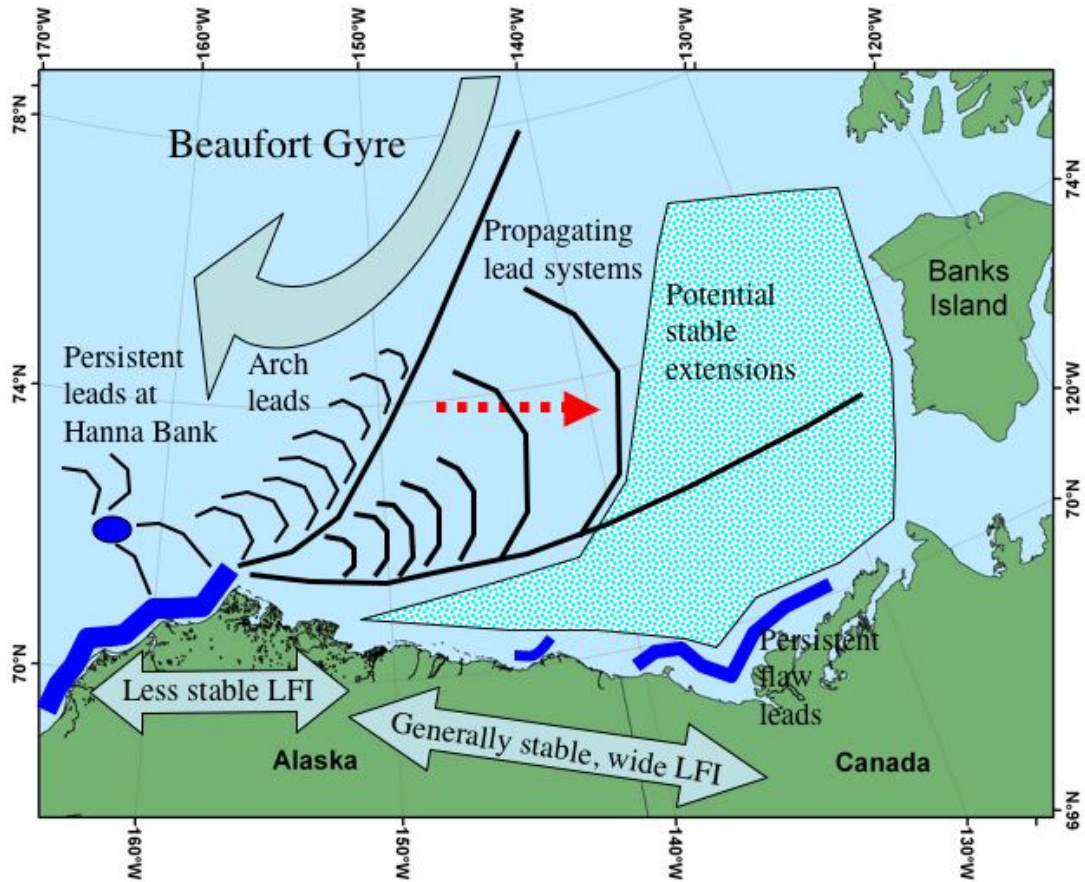 170°W
160°W
150°W
140°W
130°W
120°W
78°N
74°N
70°N
74°N
120°W
70°N
66°N
Beaufort Gyre
Propagating
lead systems
Banks
Island
Potential
stable
extensions
Persistent
leads at
Hanna Bank
Arch
leads
Persistent
flaw
leads
Less stable LFI
Generally stable, wide LFI
Alaska
Canada
160°W
150°W
140°W
130°W